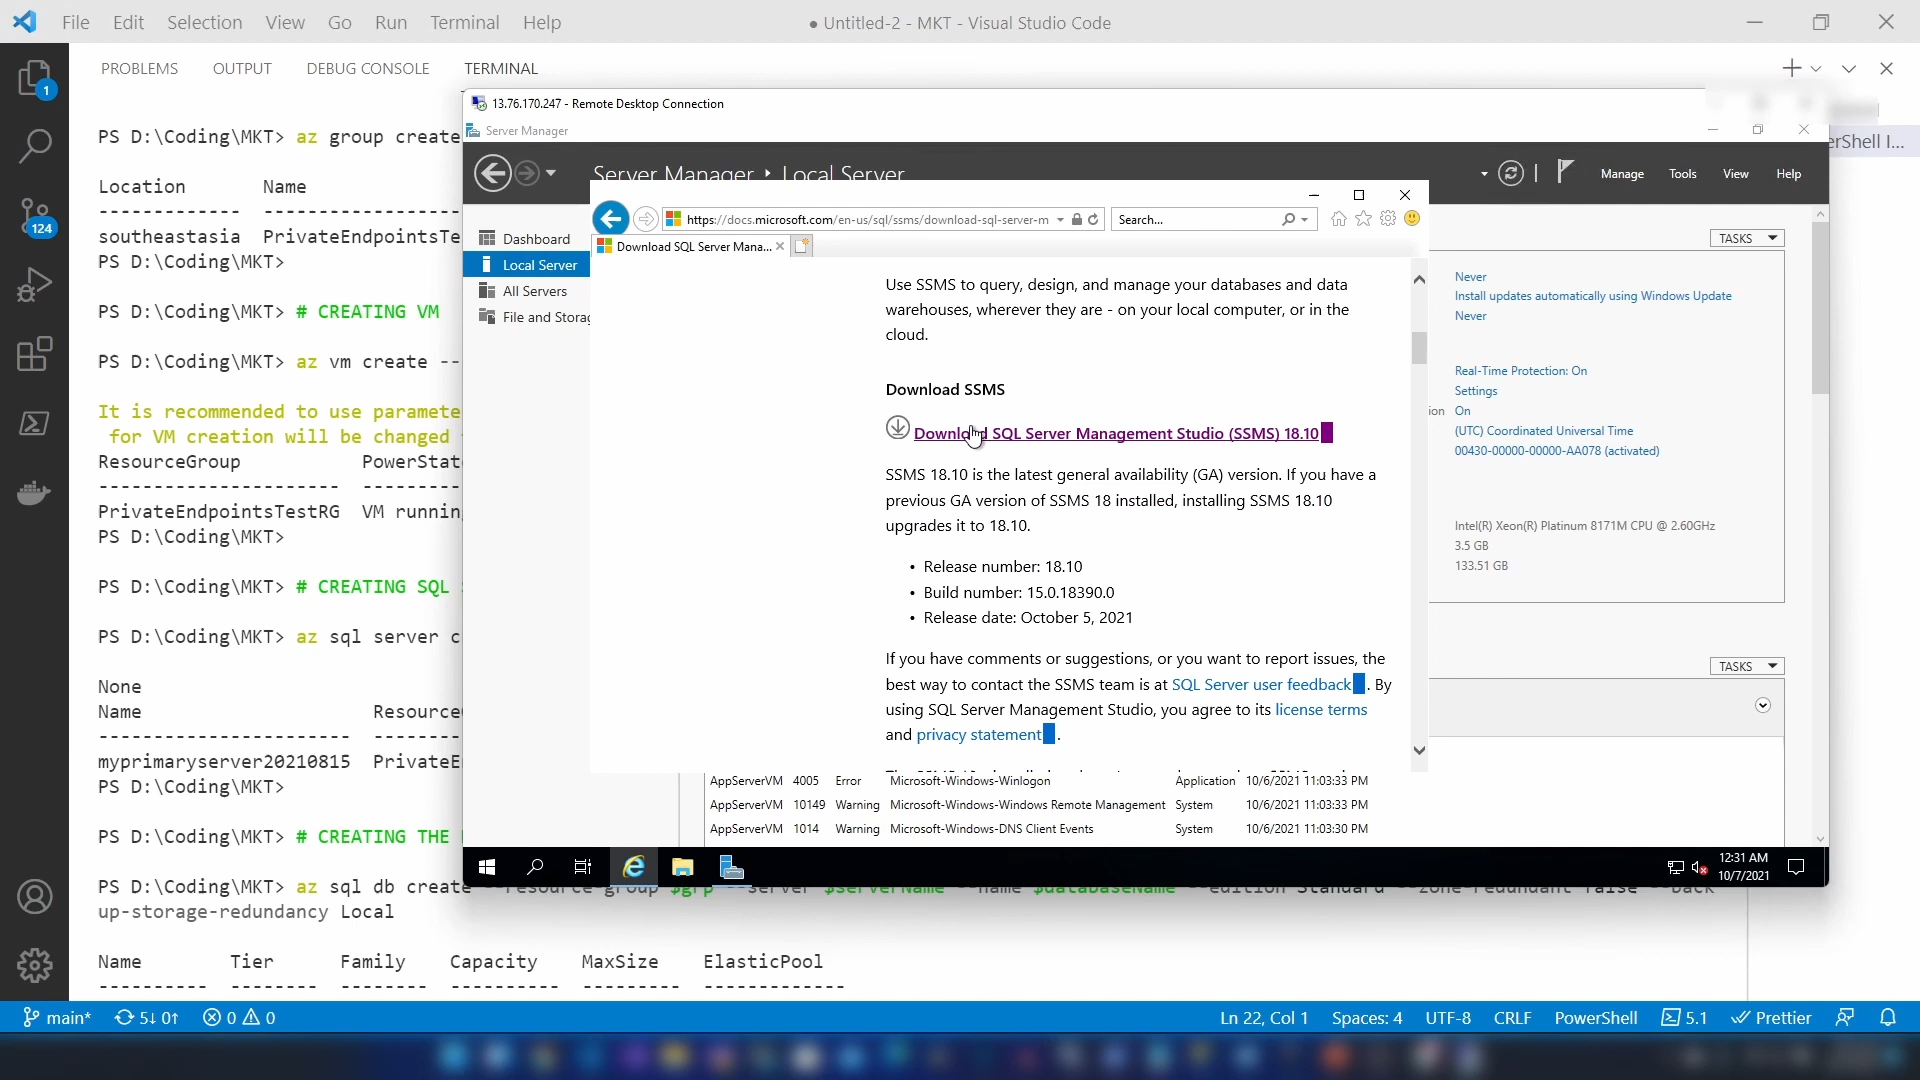 File Edit Selection View Go Run Terminal Help
● Untitled-2 - MKT - Visual Studio Code
PROBLEMS OUTPUT DEBUG CONSOLE TERMINAL
PS D:\Coding\MKT> az group create
Location Name
southeastasia PrivateEndpointsTe
PS D:\Coding\MKT>
PS D:\Coding\MKT> # CREATING VM
PS D:\Coding\MKT> az vm create --
It is recommended to use paramete
for VM creation will be changed
ResourceGroup PowerStat
PrivateEndpointsTestRG VM running
PS D:\Coding\MKT>
PS D:\Coding\MKT> # CREATING SQL
PS D:\Coding\MKT> az sql server c
None
Name Resource
myprimaryserver20210815 PrivateE
PS D:\Coding\MKT>
PS D:\Coding\MKT> # CREATING THE
PS D:\Coding\MKT> az sql db create --resource-group $grp --server $serverName --name $databaseName --edition Standard --zone-redundant false --back
up-storage-redundancy Local
Name Tier Family Capacity MaxSize ElasticPool
erShell I...
13.76.170.247 - Remote Desktop Connection
Server Manager
Server Manager ‣ Local Server
Manage Tools View Help
Dashboard
Local Server
All Servers
File and Storag
https://docs.microsoft.com/en-us/sql/ssms/download-sql-server-m
Search...
Download SQL Server Mana...
Use SSMS to query, design, and manage your databases and data
warehouses, wherever they are - on your local computer, or in the
cloud.
Download SSMS
Download SQL Server Management Studio (SSMS) 18.10
SSMS 18.10 is the latest general availability (GA) version. If you have a
previous GA version of SSMS 18 installed, installing SSMS 18.10
upgrades it to 18.10.
• Release number: 18.10
• Build number: 15.0.18390.0
• Release date: October 5, 2021
If you have comments or suggestions, or you want to report issues, the
best way to contact the SSMS team is at SQL Server user feedback. By
using SQL Server Management Studio, you agree to its license terms
and privacy statement.
TASKS
Never
Install updates automatically using Windows Update
Never
Real-Time Protection: On
Settings
ion On
(UTC) Coordinated Universal Time
00430-00000-00000-AA078 (activated)
Intel(R) Xeon(R) Platinum 8171M CPU @ 2.60GHz
3.5 GB
133.51 GB
TASKS
AppServerVM 4005 Error Microsoft-Windows-Winlogon Application 10/6/2021 11:03:33 PM
AppServerVM 10149 Warning Microsoft-Windows-Windows Remote Management System 10/6/2021 11:03:33 PM
AppServerVM 1014 Warning Microsoft-Windows-DNS Client Events System 10/6/2021 11:03:30 PM
12:31 AM
10/7/2021
1
124
main* 5↓ 0↑ 0 0
Ln 22, Col 1 Spaces: 4 UTF-8 CRLF PowerShell 5.1 Prettier